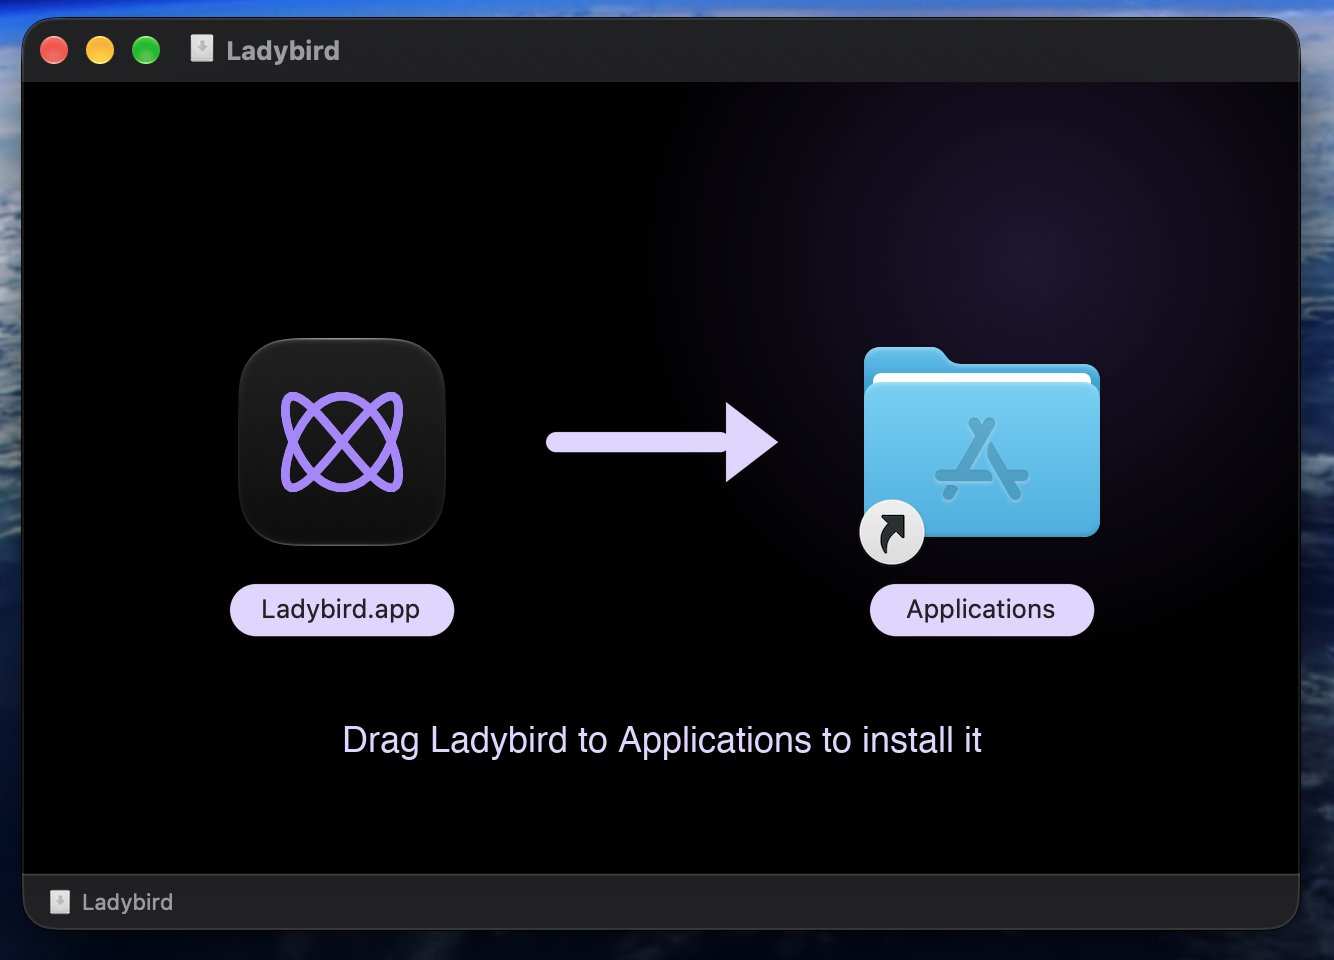 Ladybird
Ladybird.app
Applications
Drag Ladybird to Applications to install it
Ladybird